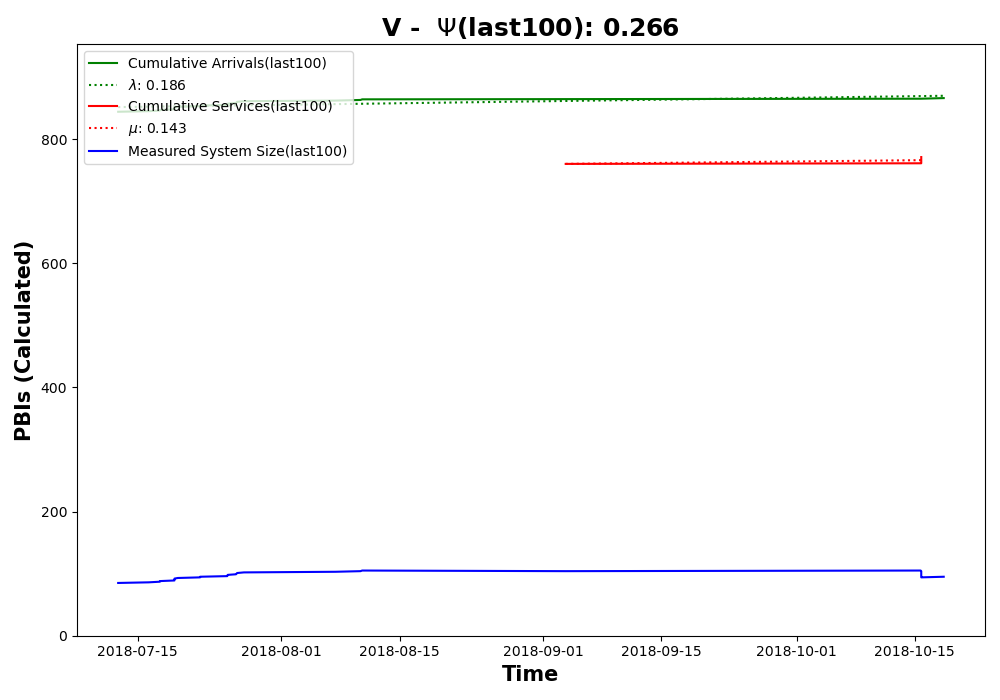 V - Ψ(last100): 0.266
Cumulative Arrivals(last100)
λ: 0.186
Cumulative Services(last100)
μ: 0.143
Measured System Size(last100)
PBIs (Calculated)
800
600
400
200
0
2018-07-15 2018-08-01 2018-08-15 2018-09-01 2018-09-15 2018-10-01 2018-10-15
Time